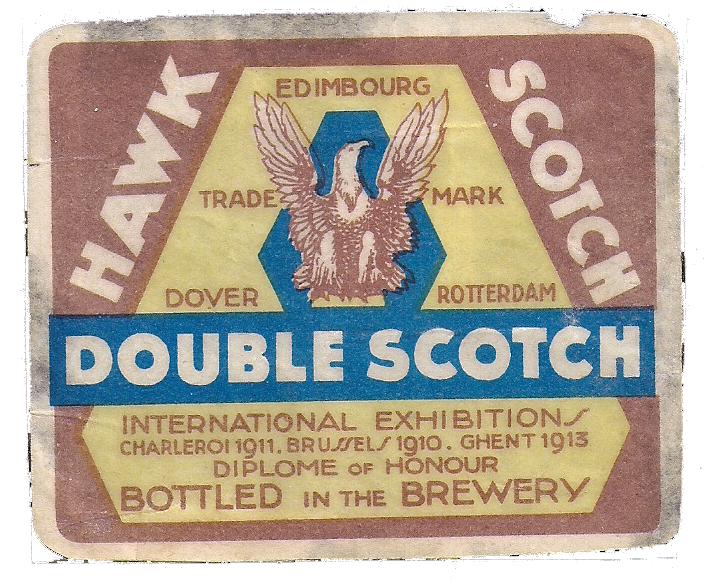 HAWK SCOTCH
EDIMBOURG
TRADE MARK
DOVER ROTTERDAM
DOUBLE SCOTCH
INTERNATIONAL EXHIBITIONS
CHARLEROI 1911. BRUSSELS 1910. GHENT 1913
DIPLOME OF HONOUR
BOTTLED IN THE BREWERY